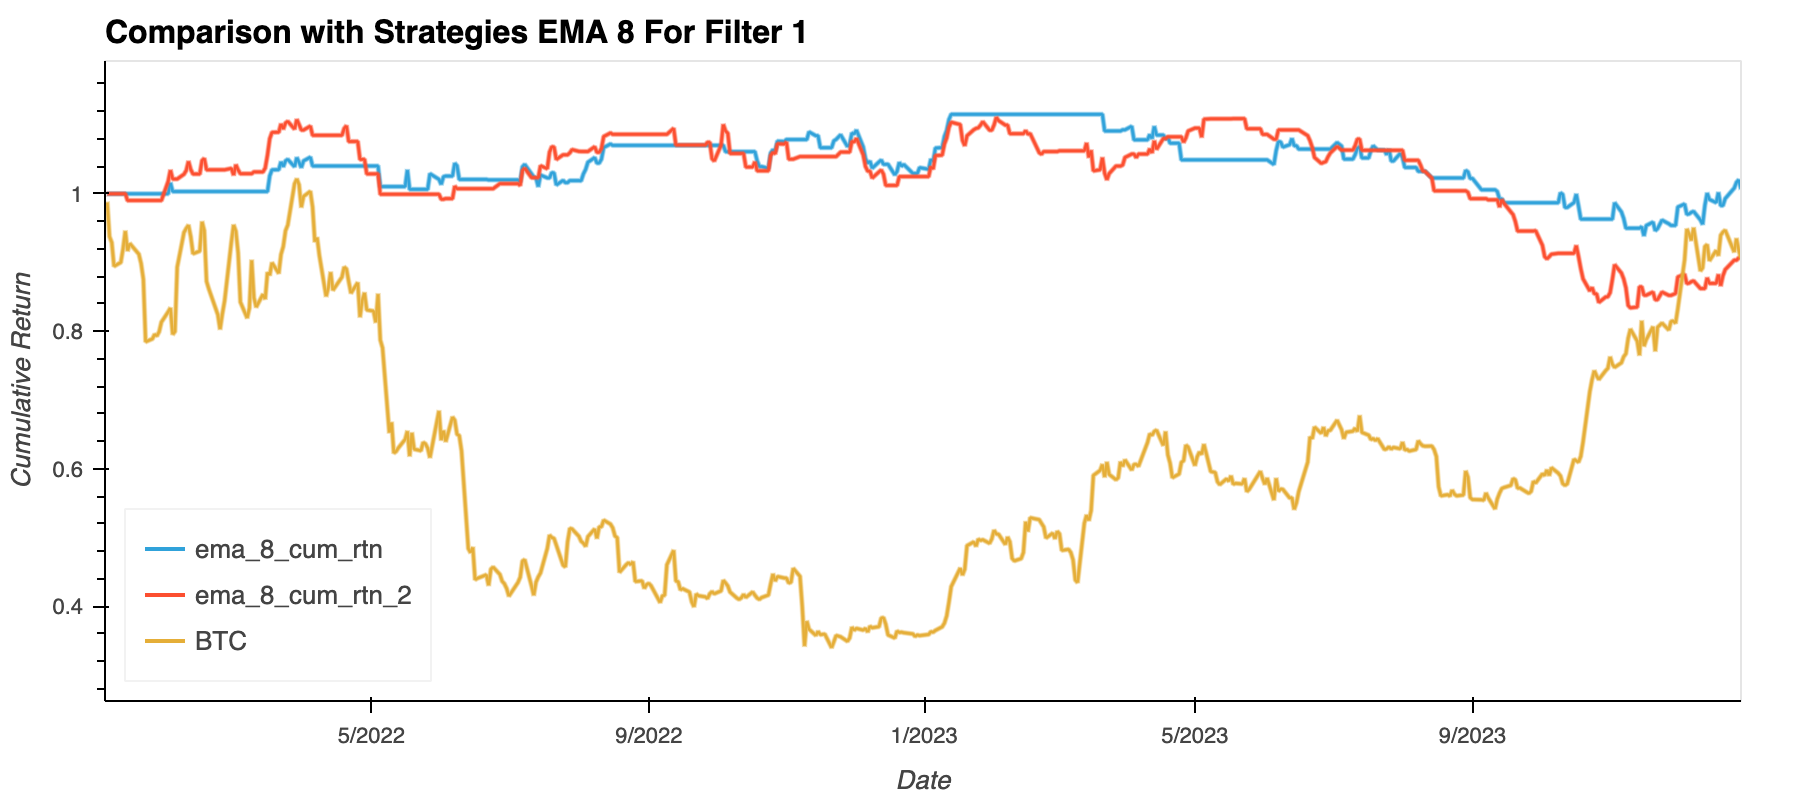 Comparison with Strategies EMA 8 For Filter 1
Cumulative Return
1
0.8
0.6
0.4
ema_8_cum_rtn
ema_8_cum_rtn_2
BTC
5/2022
9/2022
1/2023
5/2023
9/2023
Date